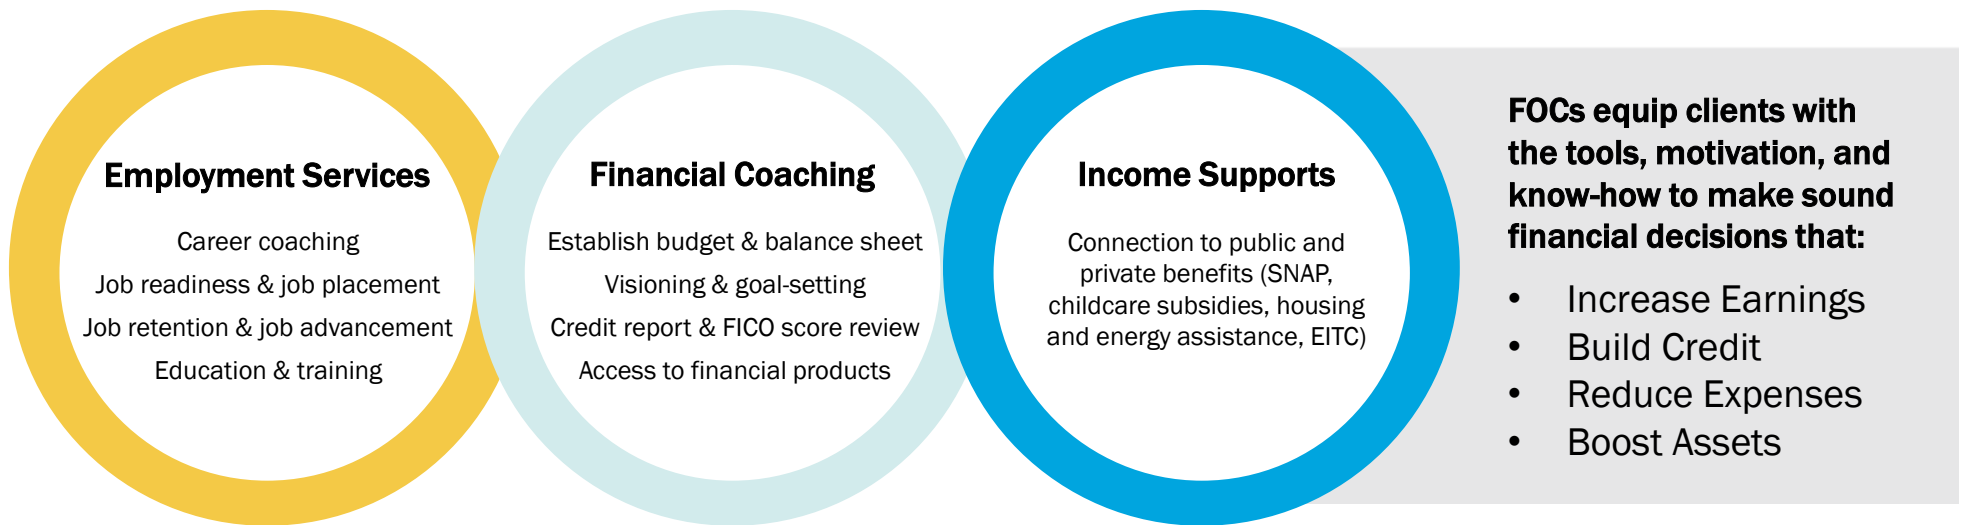 Employment Services
Career coaching
Job readiness & job placement
Job retention & job advancement
Education & training
Financial Coaching
Establish budget & balance sheet
Visioning & goal-setting
Credit report & FICO score review
Access to financial products
Income Supports
Connection to public and
private benefits (SNAP,
childcare subsidies, housing
and energy assistance, EITC)
FOCs equip clients with
the tools, motivation, and
know-how to make sound
financial decisions that:
• Increase Earnings
• Build Credit
• Reduce Expenses
• Boost Assets